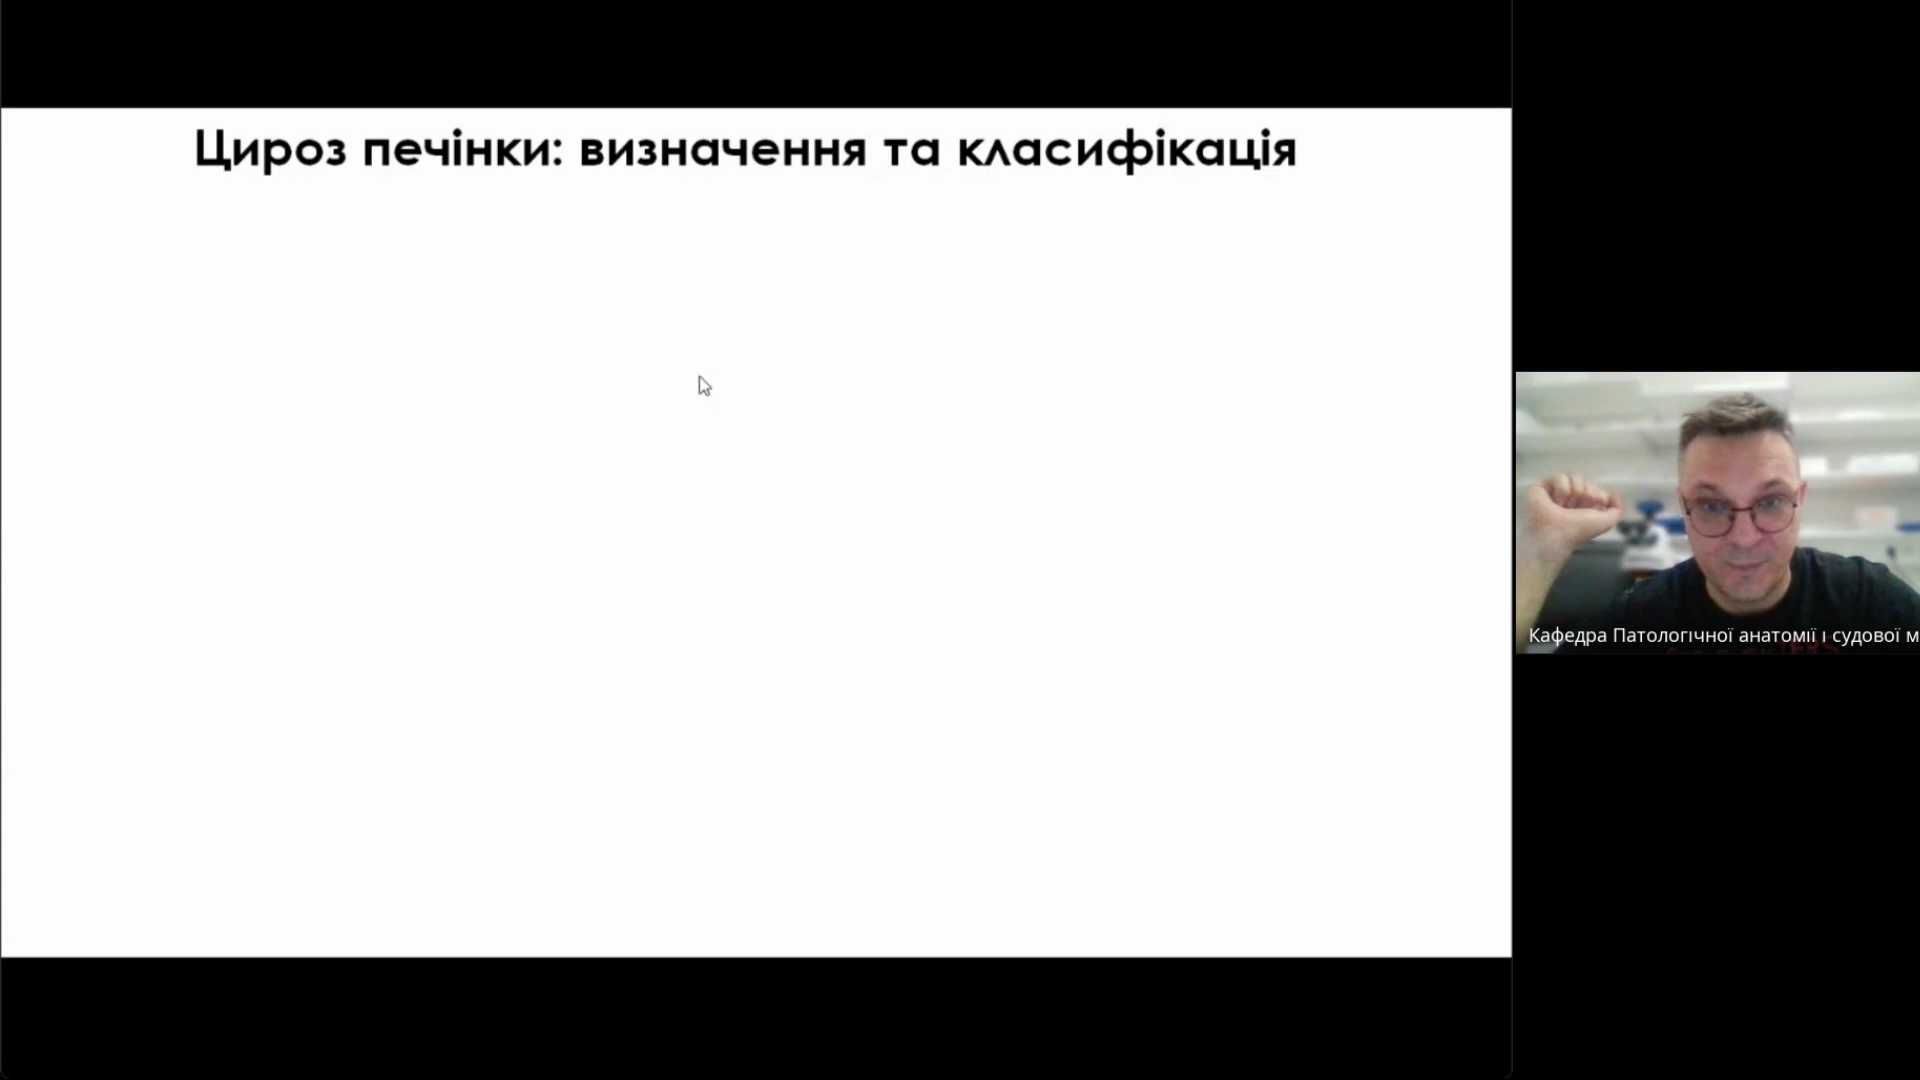 Цироз печінки: визначення та класифікація
Кафедра Патологічної анатомії і судової м